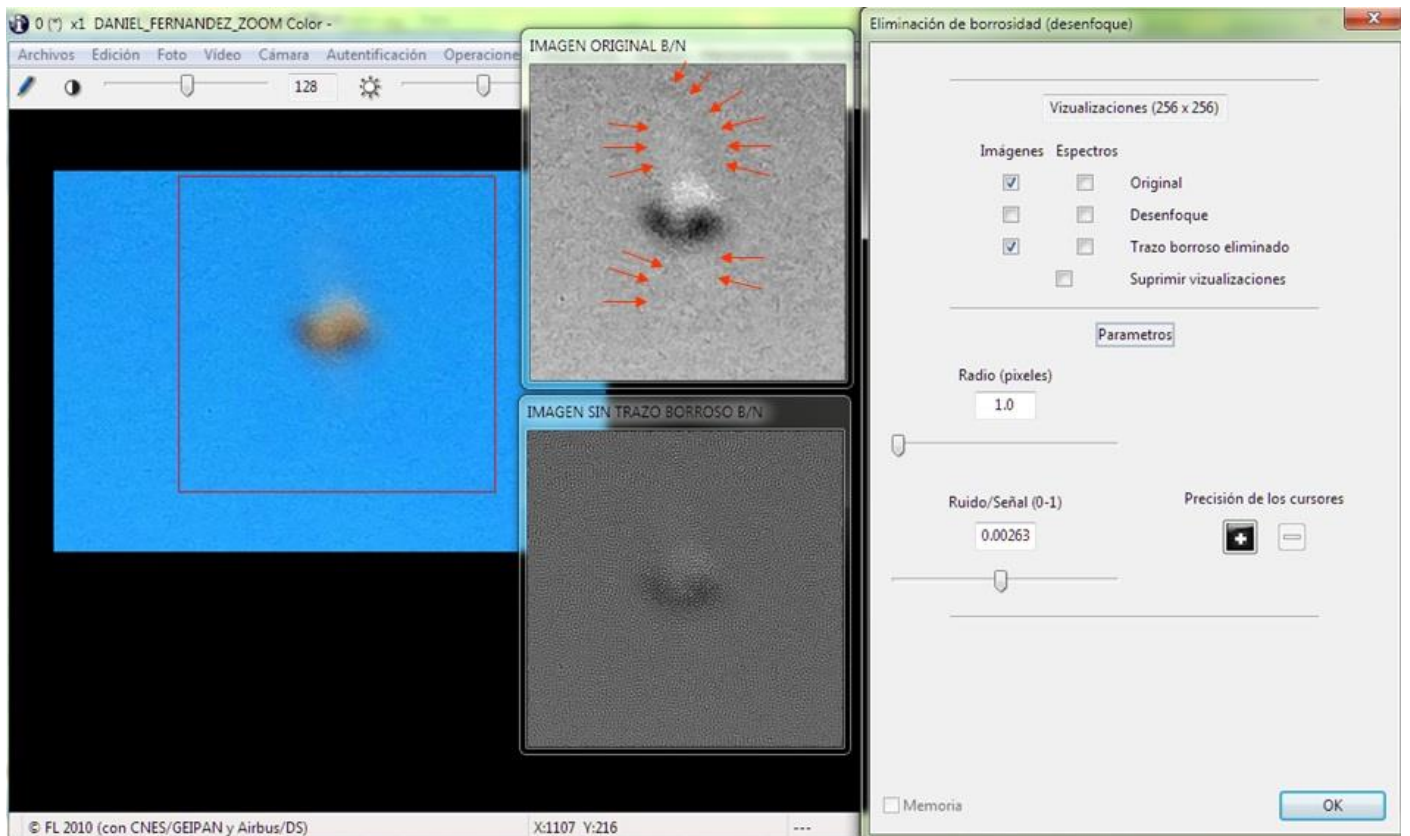 0 (*) x1 DANIEL_FERNANDEZ_ZOOM Color -
Archivos Edición Foto Vídeo Cámara Autentificación Operacione
128
IMAGEN ORIGINAL B/N
IMAGEN SIN TRAZO BORROSO B/N
© FL 2010 (con CNES/GEIPAN y Airbus/DS)
X:1107 Y:216
---
Eliminación de borrosidad (desenfoque)
Vizualizaciones (256 x 256)
Imágenes Espectros
Original
Desenfoque
Trazo borroso eliminado
Suprimir vizualizaciones
Parametros
Radio (pixeles)
1.0
Ruido/Señal (0-1)
0.00263
Precisión de los cursores
Memoria
OK